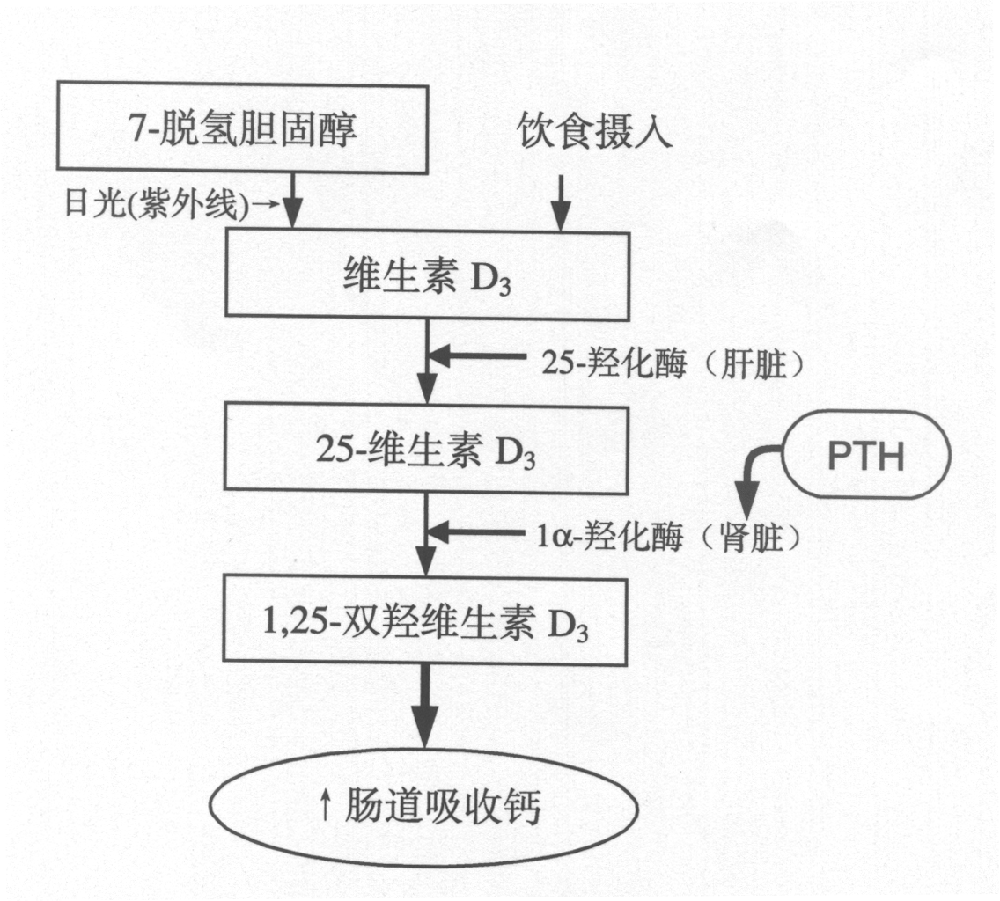 7-脱氢胆固醇
饮食摄入
日光(紫外线)→
维生素 D₃
25-羟化酶（肝脏）
25-维生素 D₃
PTH
1α-羟化酶（肾脏）
1,25-双羟维生素 D₃
↑ 肠道吸收钙